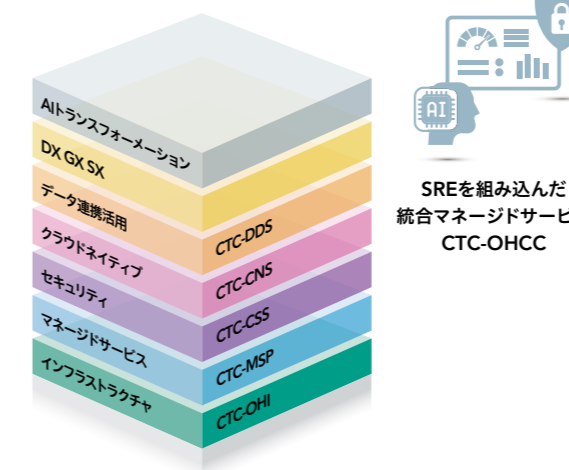 AIトランスフォーメーション
DX GX SX
データ連携活用
CTC-DDS
クラウドネイティブ
CTC-CNS
セキュリティ
CTC-CSS
マネージドサービス
CTC-MSP
インフラストラクチャ
CTC-OHI
AI
SREを組み込んだ
統合マネージドサービ
CTC-OHCC